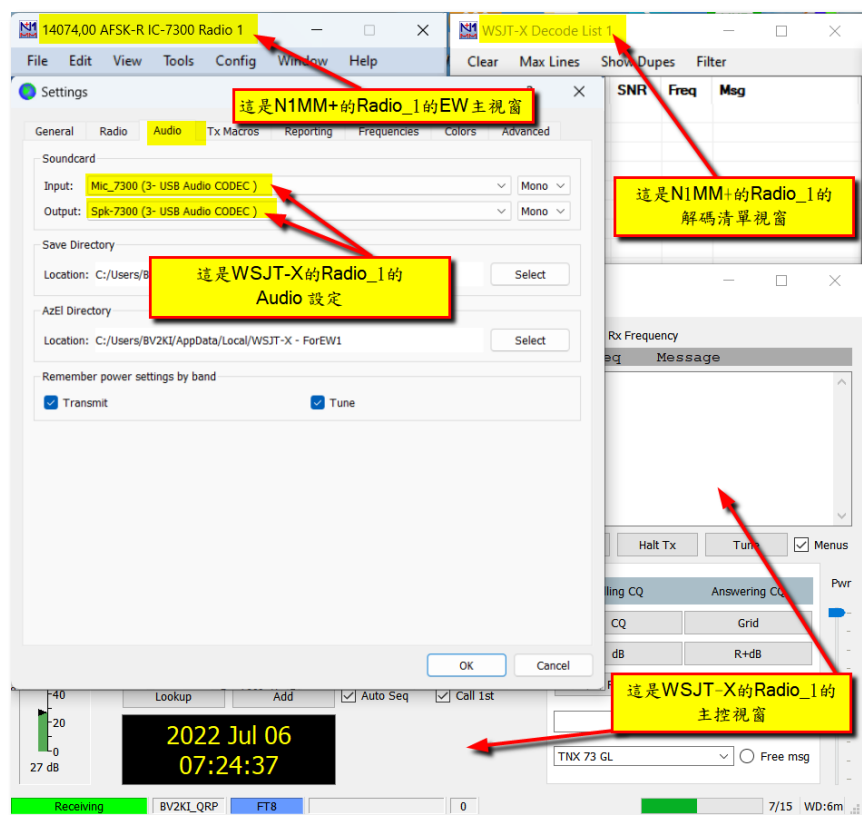 14074,00 AFSK-R IC-7300 Radio 1
WSJT-X Decode List 1
File Edit View Tools Config Window Help
Clear Max Lines Show Dupes Filter
Settings
SNR Freq Msg
這是N1MM+的Radio_1的EW主視窗
General Radio Audio Tx Macros Reporting Frequencies Colors Advanced
Soundcard
Input: Mic_7300 (3- USB Audio CODEC ) Mono
Output: Spk-7300 (3- USB Audio CODEC ) Mono
這是N1MM+的Radio_1的
解碼清單視窗
Save Directory
Location: C:/Users/B
Select
這是WSJT-X的Radio_1的
Audio 設定
AzEl Directory
Location: C:/Users/BV2KI/AppData/Local/WSJT-X - ForEW1
Select
Rx Frequency
eq Message
Remember power settings by band
Transmit
Tune
Halt Tx Tune Menus
lling CQ Answering CQ Pwr
CQ Grid
dB R+dB
OK Cancel
這是WSJT-X的Radio_1的
主控視窗
-40
Lookup Add Auto Seq Call 1st
-20
2022 Jul 06
0
07:24:37
27 dB
TNX 73 GL Free msg
Receiving BV2KI_QRP FT8 0 7/15 WD:6m